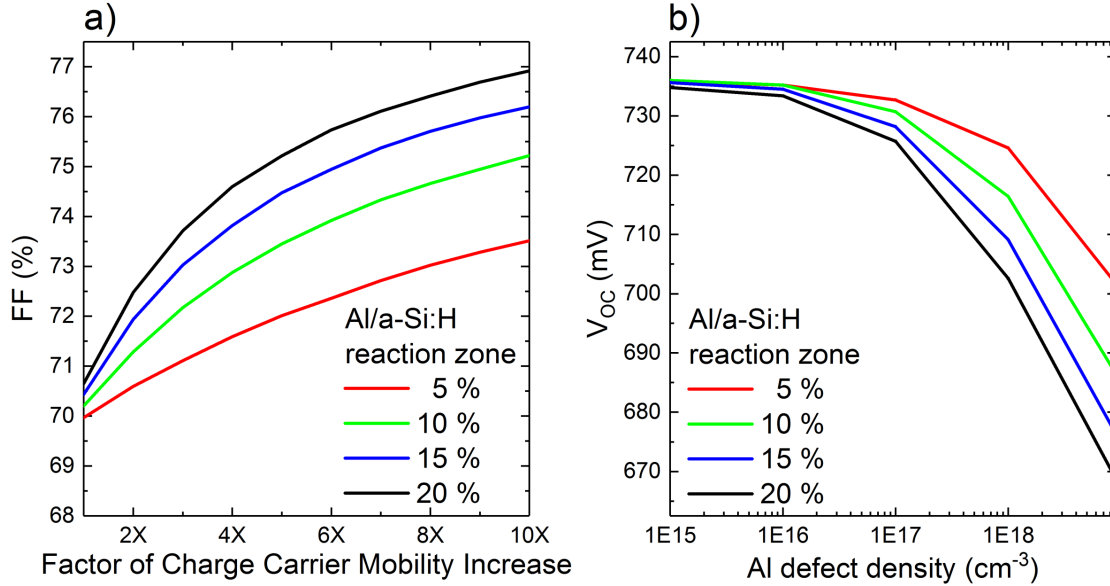 a)
77
76
75
74
73
72
71
70
69
68
FF (%)
Al/a-Si:H
reaction zone
5 %
10 %
15 %
20 %
2X 4X 6X 8X 10X
Factor of Charge Carrier Mobility Increase
b)
740
730
720
710
700
690
680
670
V_OC (mV)
Al/a-Si:H
reaction zone
5 %
10 %
15 %
20 %
1E15 1E16 1E17 1E18
Al defect density (cm⁻³)